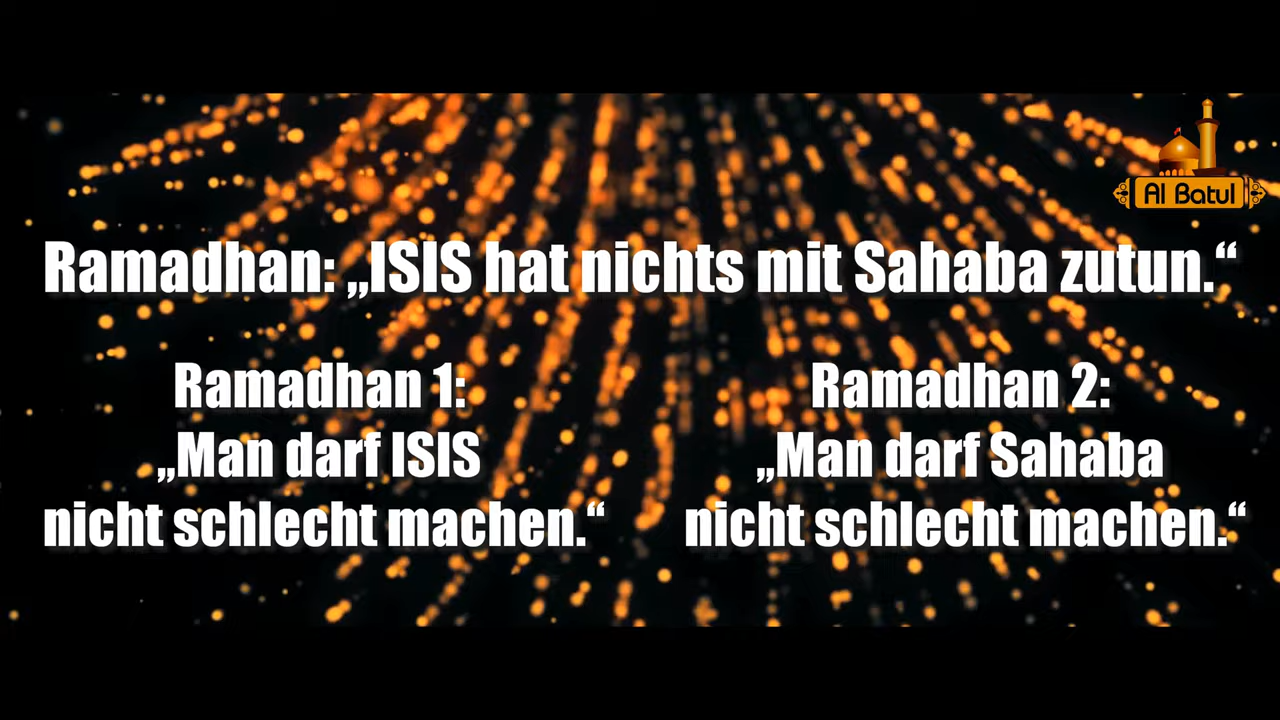 Al Batul
Ramadhan: „ISIS hat nichts mit Sahaba zutun.“
Ramadhan 1:
„Man darf ISIS
nicht schlecht machen.“
Ramadhan 2:
„Man darf Sahaba
nicht schlecht machen.“